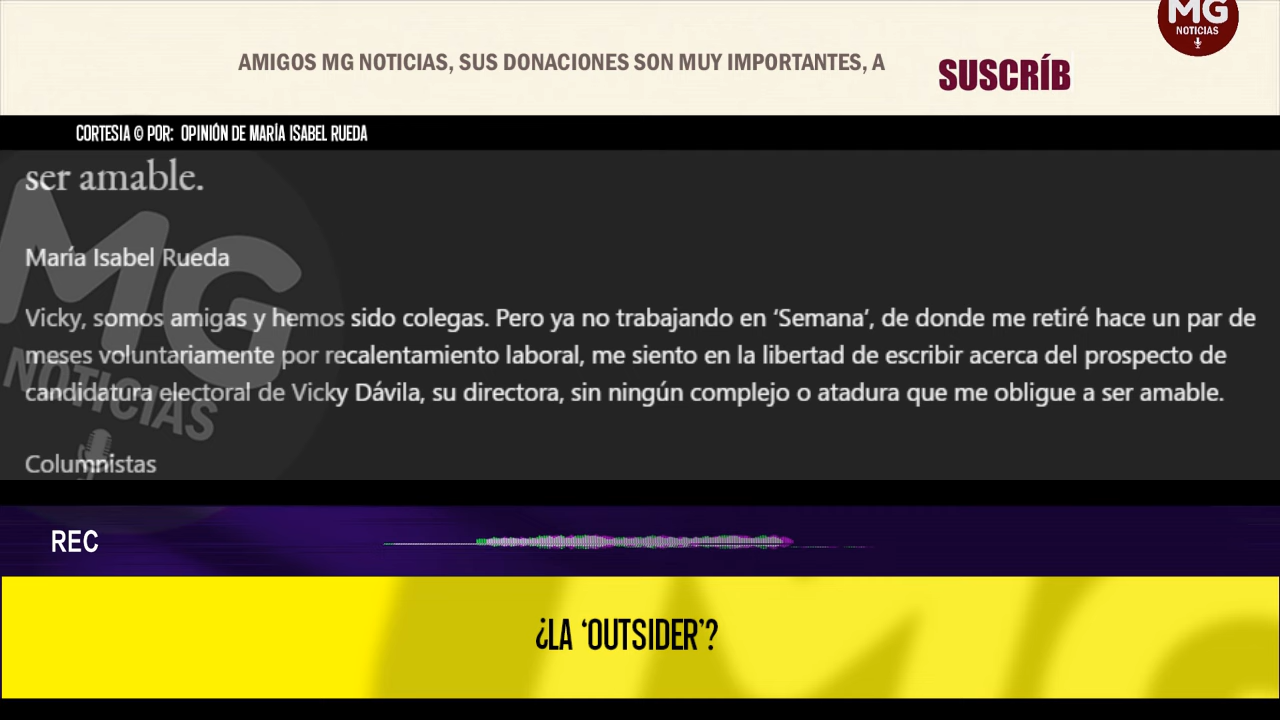 MG
NOTICIAS
AMIGOS MG NOTICIAS, SUS DONACIONES SON MUY IMPORTANTES, A
SUSCRÍB
CORTESIA © POR: OPINIÓN DE MARÍA ISABEL RUEDA
ser amable.
María Isabel Rueda
Vicky, somos amigas y hemos sido colegas. Pero ya no trabajando en ‘Semana’, de donde me retiré hace un par de
meses voluntariamente por recalentamiento laboral, me siento en la libertad de escribir acerca del prospecto de
candidatura electoral de Vicky Dávila, su directora, sin ningún complejo o atadura que me obligue a ser amable.
MG
NOTICIAS
Columnistas
REC
¿LA ‘OUTSIDER’?